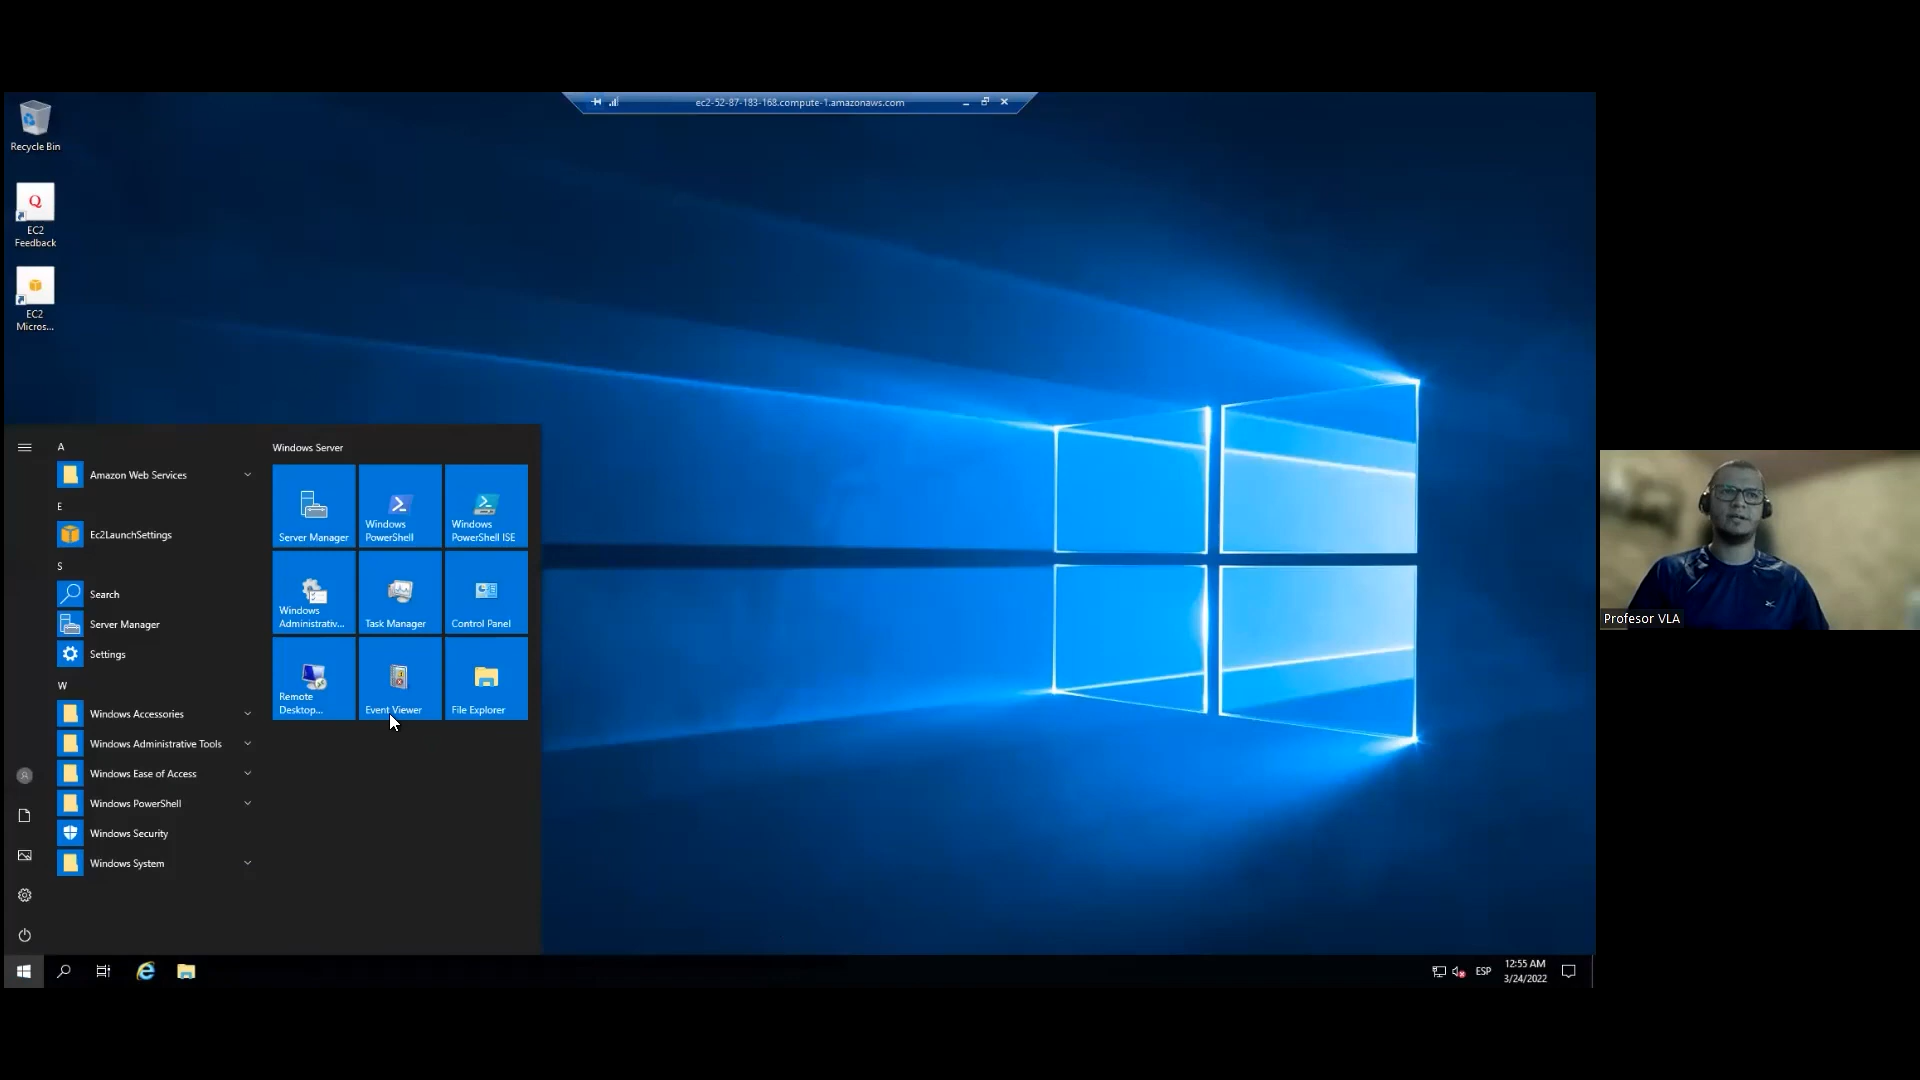 ec2-52-87-183-168.compute-1.amazonaws.com
Recycle Bin
Q
EC2
Feedback
EC2
Micros...
A
Amazon Web Services
E
Ec2LaunchSettings
S
Search
Server Manager
Settings
W
Windows Accessories
Windows Administrative Tools
Windows Ease of Access
Windows PowerShell
Windows Security
Windows System
Windows Server
Server Manager
Windows
PowerShell
Windows
PowerShell ISE
Windows
Administrativ...
Task Manager
Control Panel
Remote
Desktop...
Event Viewer
File Explorer
ESP
12:55 AM
3/24/2022
Profesor VLA